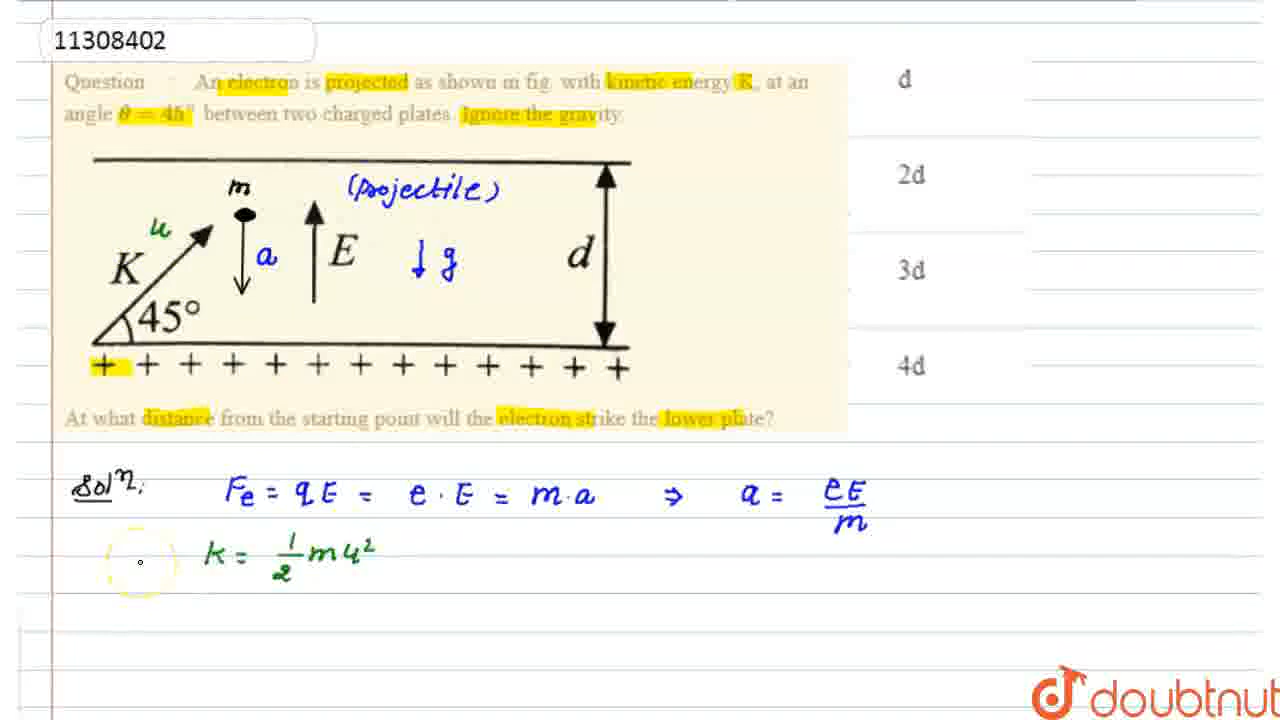 11308402
Question : An electron is projected as shown m fig. with kinetic energy K, at an
angle θ = 45° between two charged plates. Ignore the gravity.
m
(projectile)
u
K
a
E
↓ g
d
45°
+ + + + + + + + + + + + +
At what distance from the starting point will the electron strike the lower plate?
d
2d
3d
4d
Solⁿ: Fe = qE = e · E = m · a ⇒ a = eE/m
K = 1/2 mu²
doubtnut